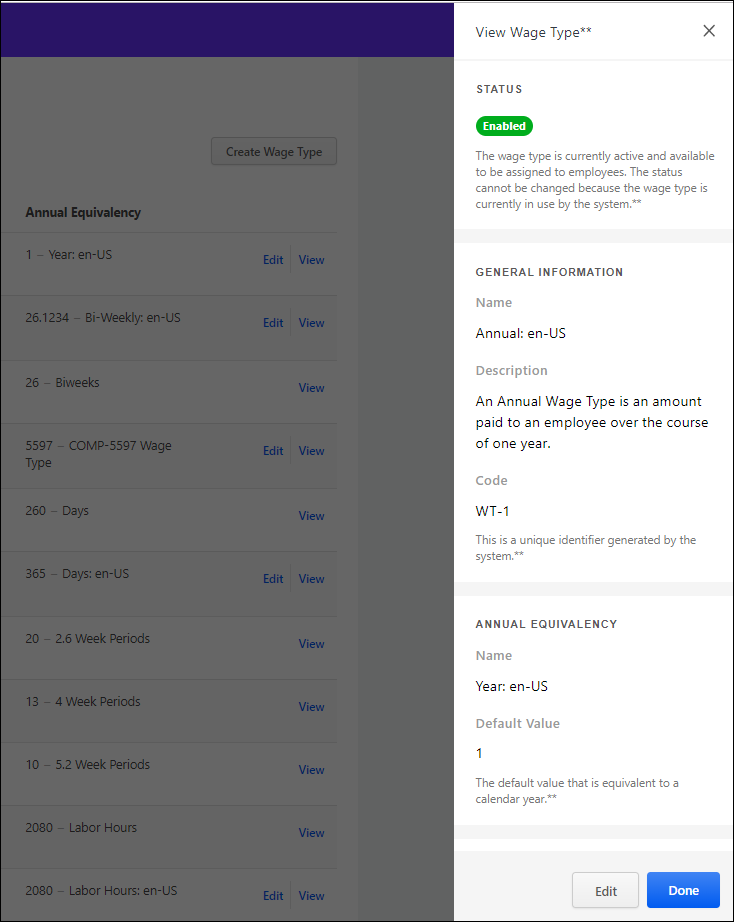 View Wage Type**
STATUS
Enabled
The wage type is currently active and available
to be assigned to employees. The status
cannot be changed because the wage type is
currently in use by the system.**
GENERAL INFORMATION
Name
Annual: en-US
Description
An Annual Wage Type is an amount
paid to an employee over the course
of one year.
Code
WT-1
This is a unique identifier generated by the
system.**
ANNUAL EQUIVALENCY
Name
Year: en-US
Default Value
1
The default value that is equivalent to a
calendar year.**
Edit Done
Create Wage Type
Annual Equivalency
1 – Year: en-US Edit View
26.1234 – Bi-Weekly: en-US Edit View
26 – Biweeks View
5597 – COMP-5597 Wage Edit View
Type
260 – Days View
365 – Days: en-US Edit View
20 – 2.6 Week Periods View
13 – 4 Week Periods View
10 – 5.2 Week Periods View
2080 – Labor Hours View
2080 – Labor Hours: en-US Edit View